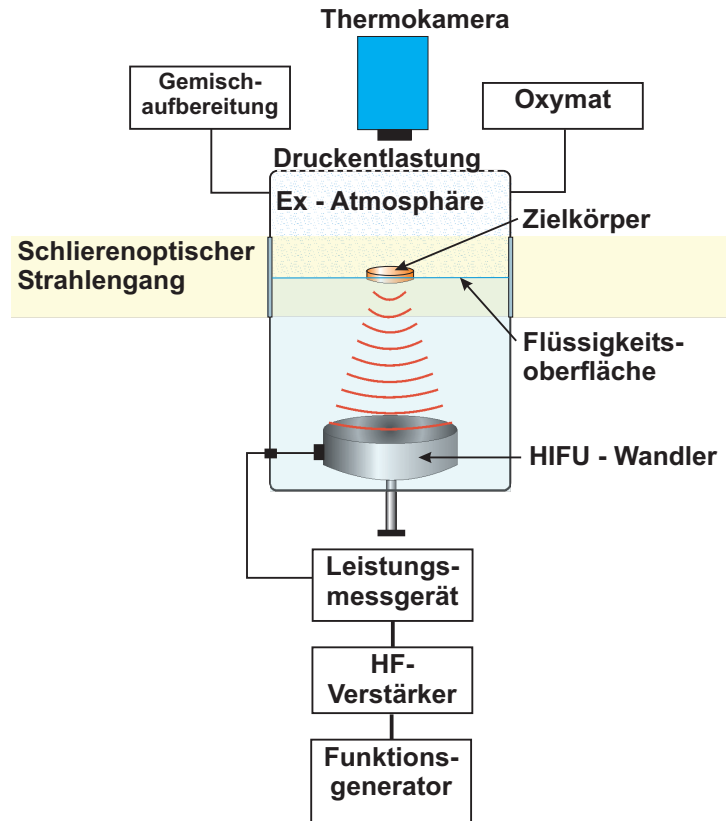 Thermokamera
Gemisch-
aufbereitung
Oxymat
Druckentlastung
Ex - Atmosphäre
Zielkörper
Schlierenoptischer
Strahlengang
Flüssigkeits-
oberfläche
HIFU - Wandler
Leistungs-
messgerät
HF-
Verstärker
Funktions-
generator